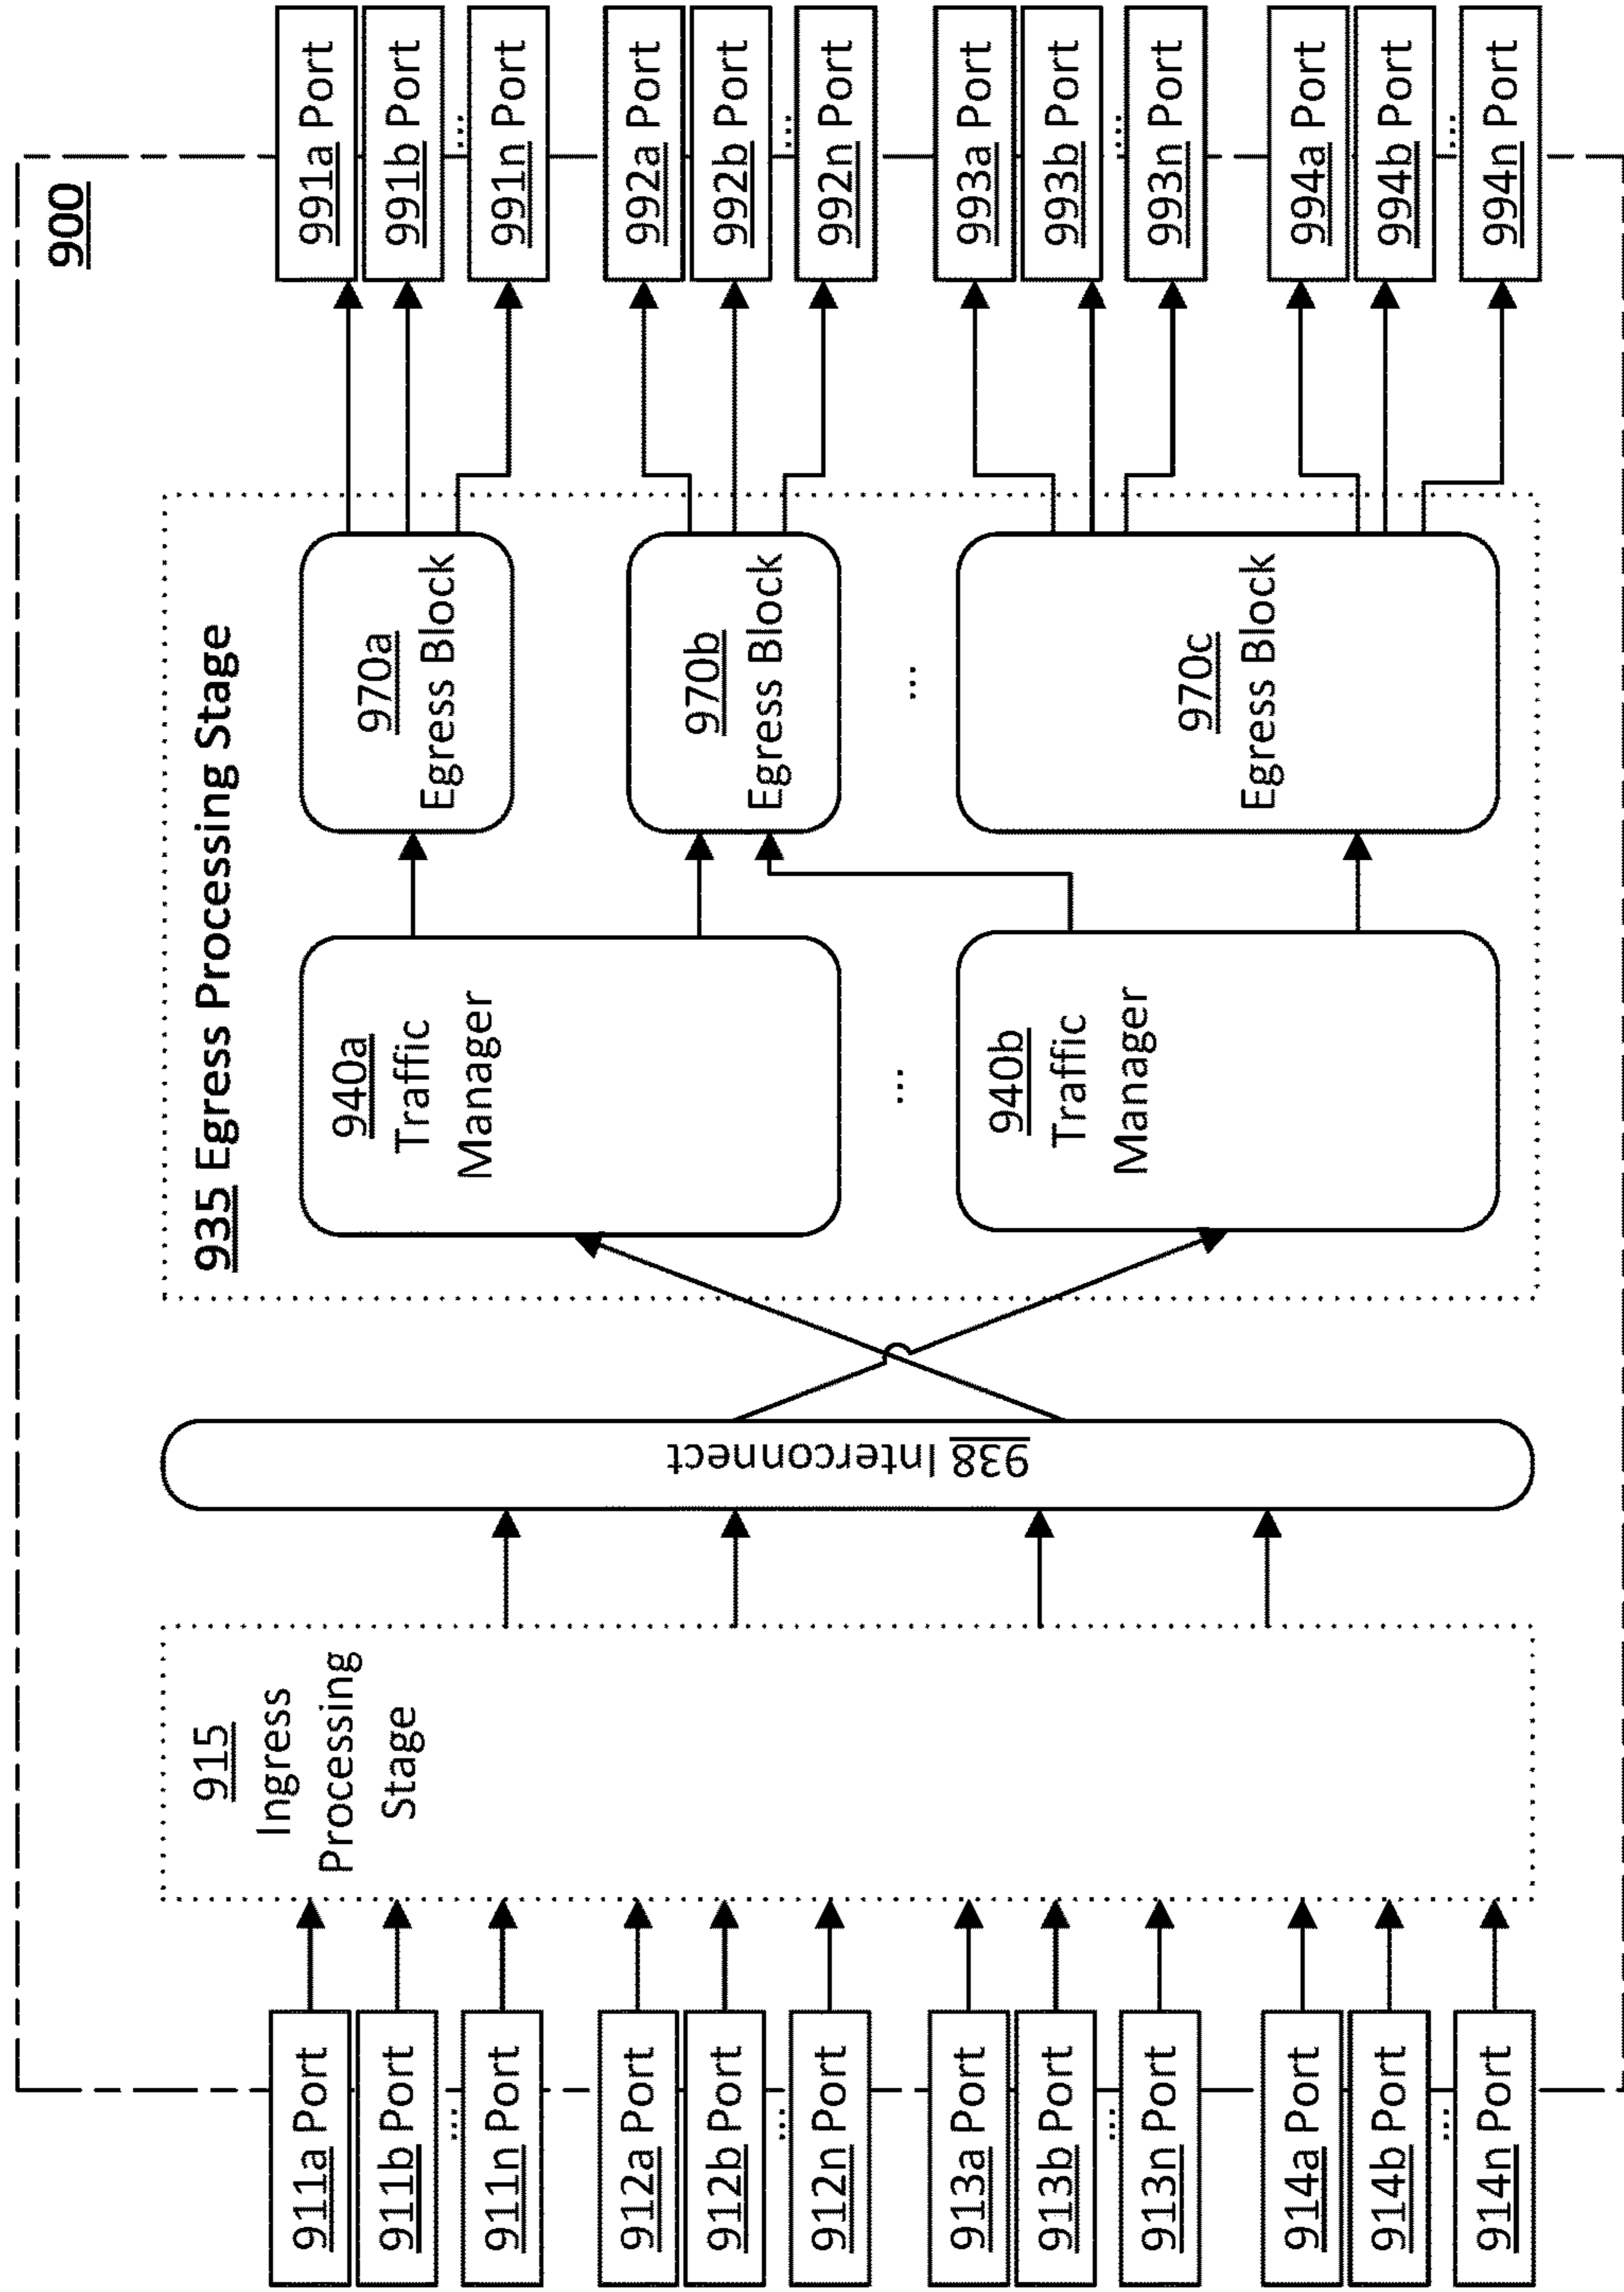 900
911a Port
911b Port
...
911n Port
912a Port
912b Port
...
912n Port
913a Port
913b Port
...
913n Port
914a Port
914b Port
...
914n Port
915
Ingress
Processing
Stage
938 Interconnect
935 Egress Processing Stage
940a
Traffic
Manager
...
940b
Traffic
Manager
970a
Egress Block
970b
Egress Block
...
970c
Egress Block
991a Port
991b Port
...
991n Port
992a Port
992b Port
...
992n Port
993a Port
993b Port
...
993n Port
994a Port
994b Port
...
994n Port